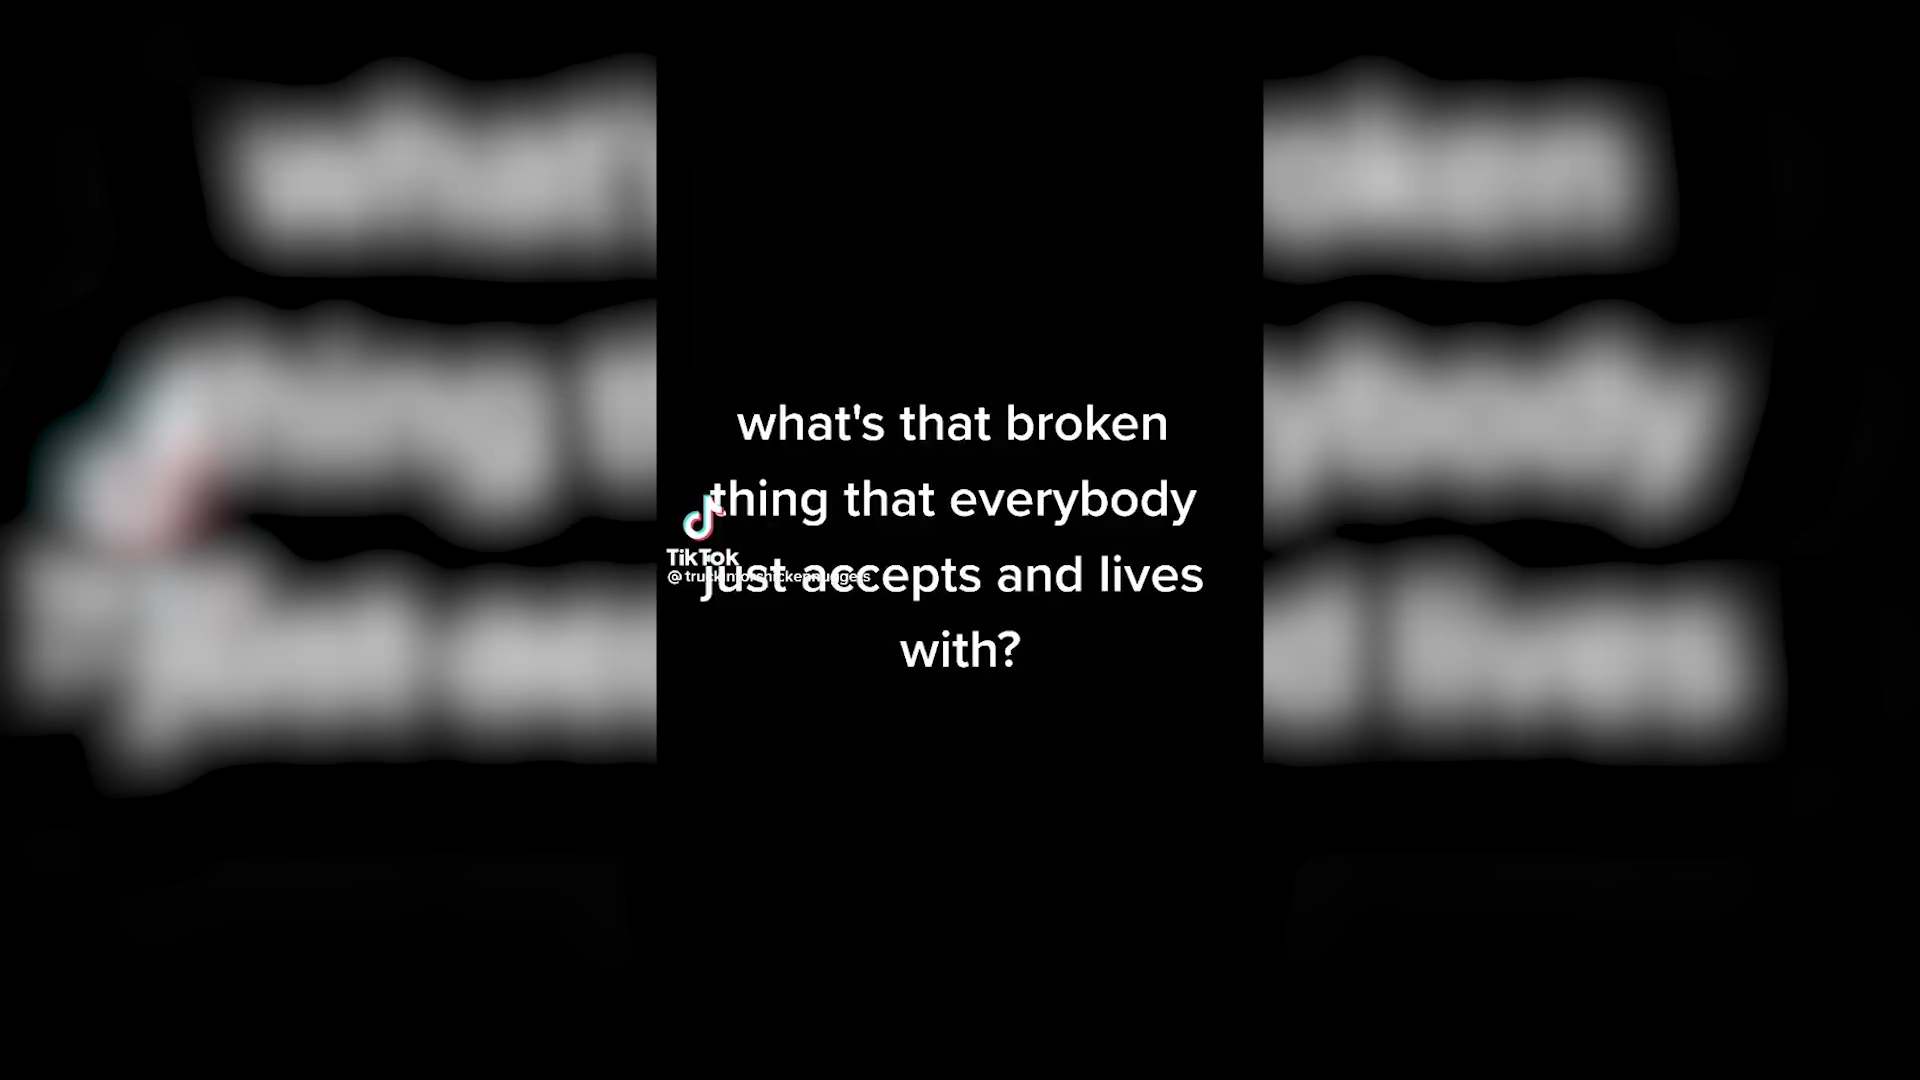 what's that broken
thing that everybody
TikTok
just accepts and lives
with?